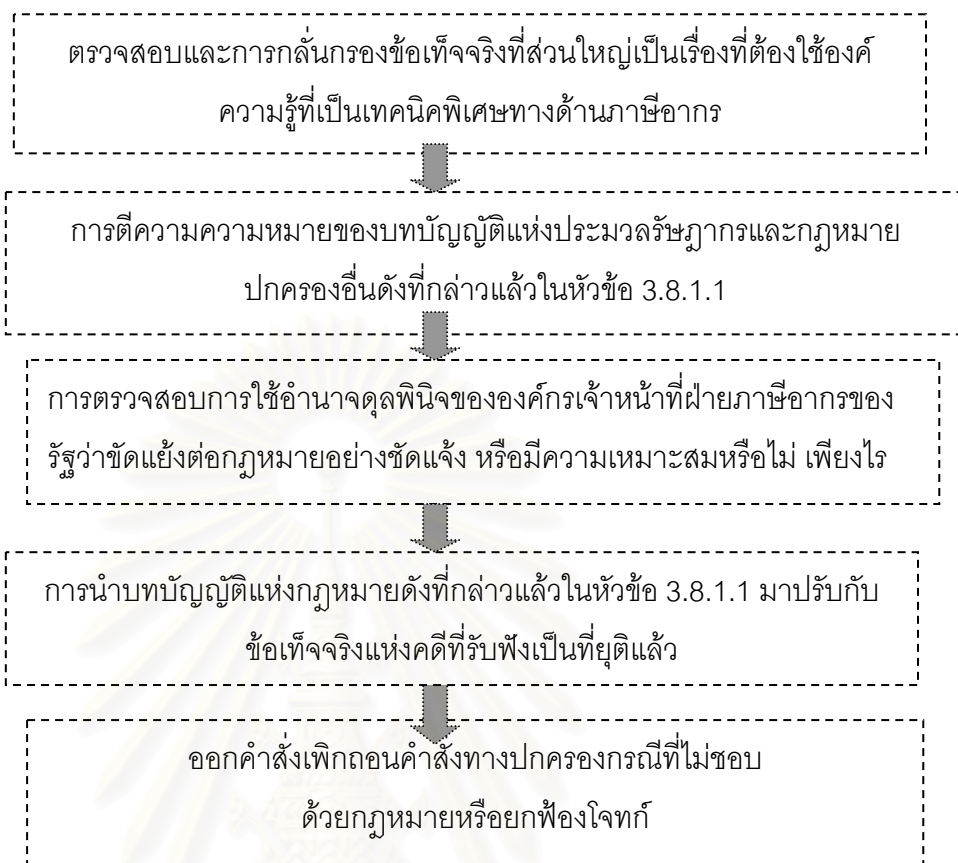 ตรวจสอบและการกลั่นกรองข้อเท็จจริงที่ส่วนใหญ่เป็นเรื่องที่ต้องใช้องค์
ความรู้ที่เป็นเทคนิคพิเศษทางด้านภาษีอากร
การตีความความหมายของบทบัญญัติแห่งประมวลรัษฎากรและกฎหมาย
ปกครองอื่นดังที่กล่าวแล้วในหัวข้อ 3.8.1.1
การตรวจสอบการใช้อำนาจดุลพินิจขององค์กรเจ้าหน้าที่ฝ่ายภาษีอากรของ
รัฐว่าขัดแย้งต่อกฎหมายอย่างชัดแจ้ง หรือมีความเหมาะสมหรือไม่ เพียงไร
การนำบทบัญญัติแห่งกฎหมายดังที่กล่าวแล้วในหัวข้อ 3.8.1.1 มาปรับกับ
ข้อเท็จจริงแห่งคดีที่รับฟังเป็นที่ยุติแล้ว
ออกคำสั่งเพิกถอนคำสั่งทางปกครองกรณีที่ไม่ชอบ
ด้วยกฎหมายหรือยกฟ้องโจทก์